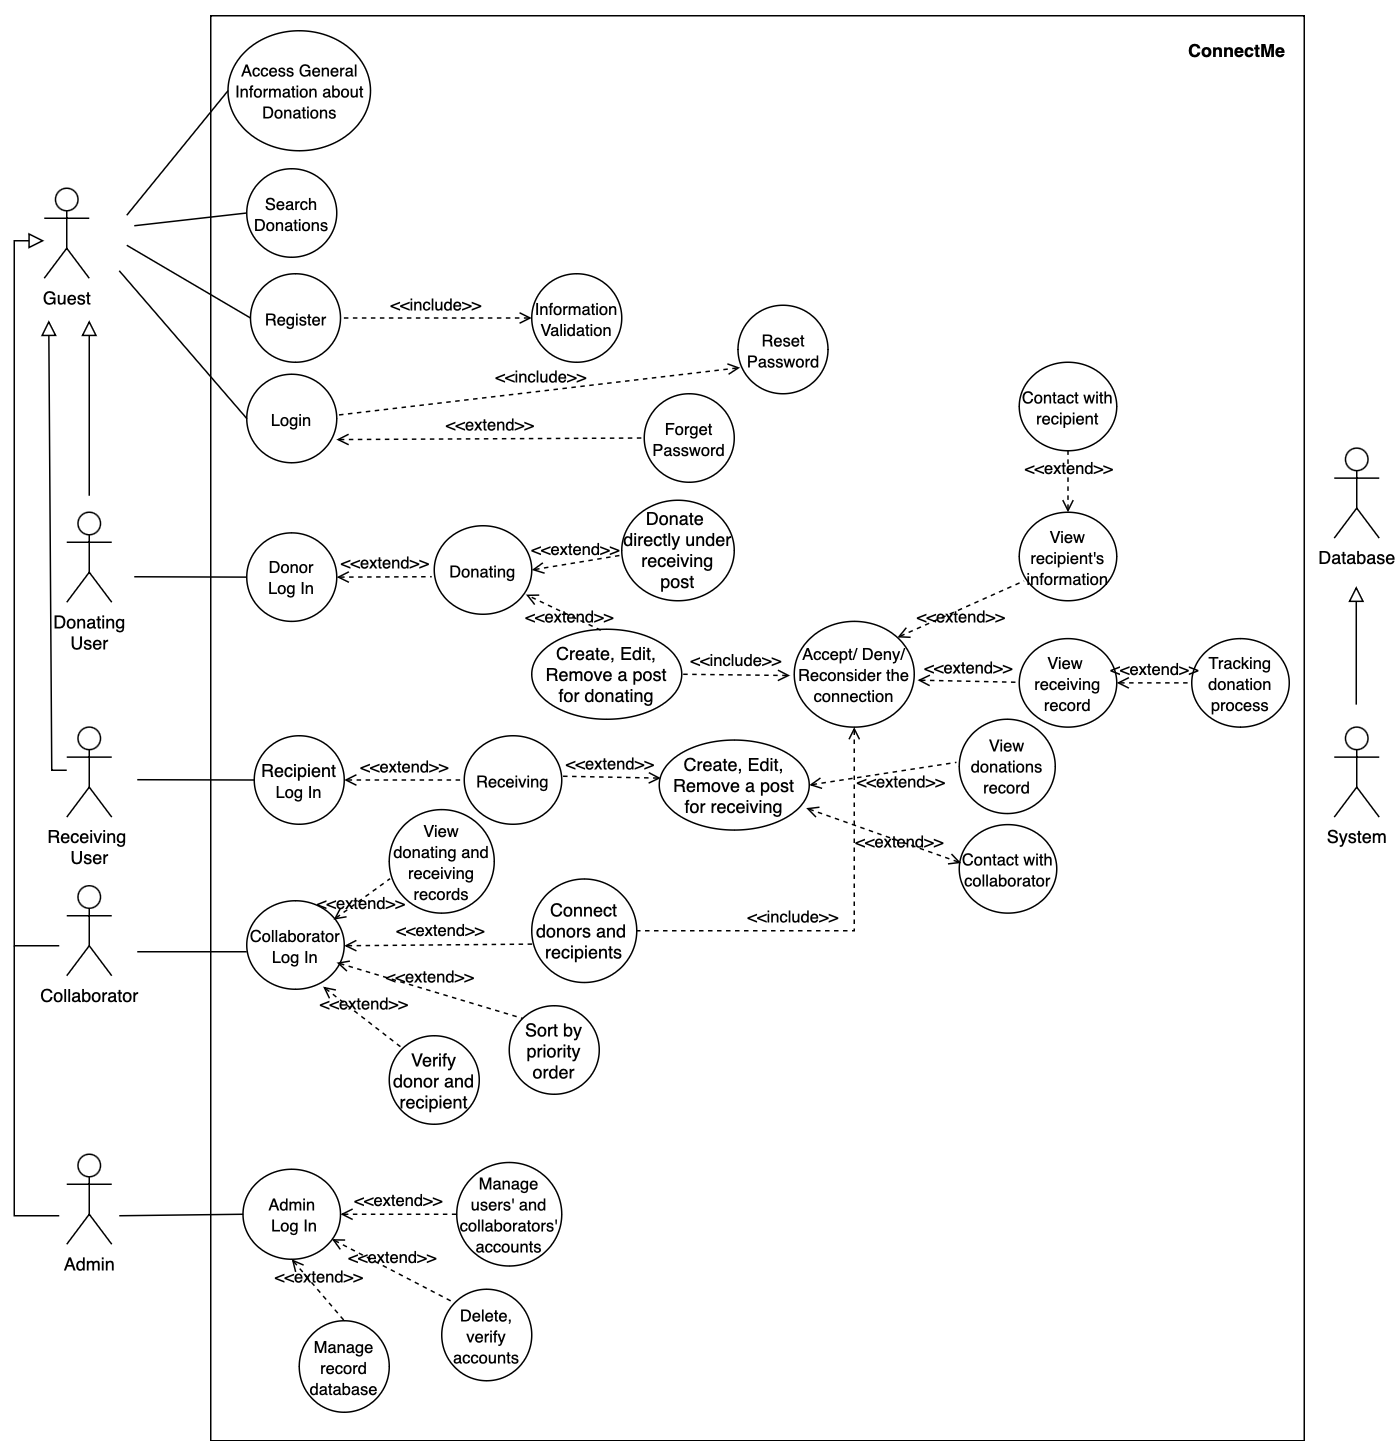 ConnectMe
Access General
Information about
Donations
Search
Donations
Guest
Register
<<include>>
Information
Validation
Login
<<include>>
Reset
Password
<<extend>>
Forget
Password
Contact with
recipient
<<extend>>
View
recipient's
information
Database
Donating
User
Donor
Log In
<<extend>>
Donating
<<extend>>
Donate
directly under
receiving
post
<<extend>>
Create, Edit,
Remove a post
for donating
<<include>>
Accept/ Deny/
Reconsider the
connection
<<extend>>
<<extend>>
View
receiving
record
<<extend>>
Tracking
donation
process
System
Receiving
User
Recipient
Log In
<<extend>>
Receiving
<<extend>>
Create, Edit,
Remove a post
for receiving
<<extend>>
View
donations
record
<<extend>>
Contact with
collaborator
View
donating and
receiving
records
<<extend>>
Collaborator
Collaborator
Log In
<<extend>>
Connect
donors and
recipients
<<include>>
<<extend>>
Sort by
priority
order
<<extend>>
Verify
donor and
recipient
Admin
Admin
Log In
<<extend>>
Manage
users' and
collaborators'
accounts
<<extend>>
Delete,
verify
accounts
<<extend>>
Manage
record
database